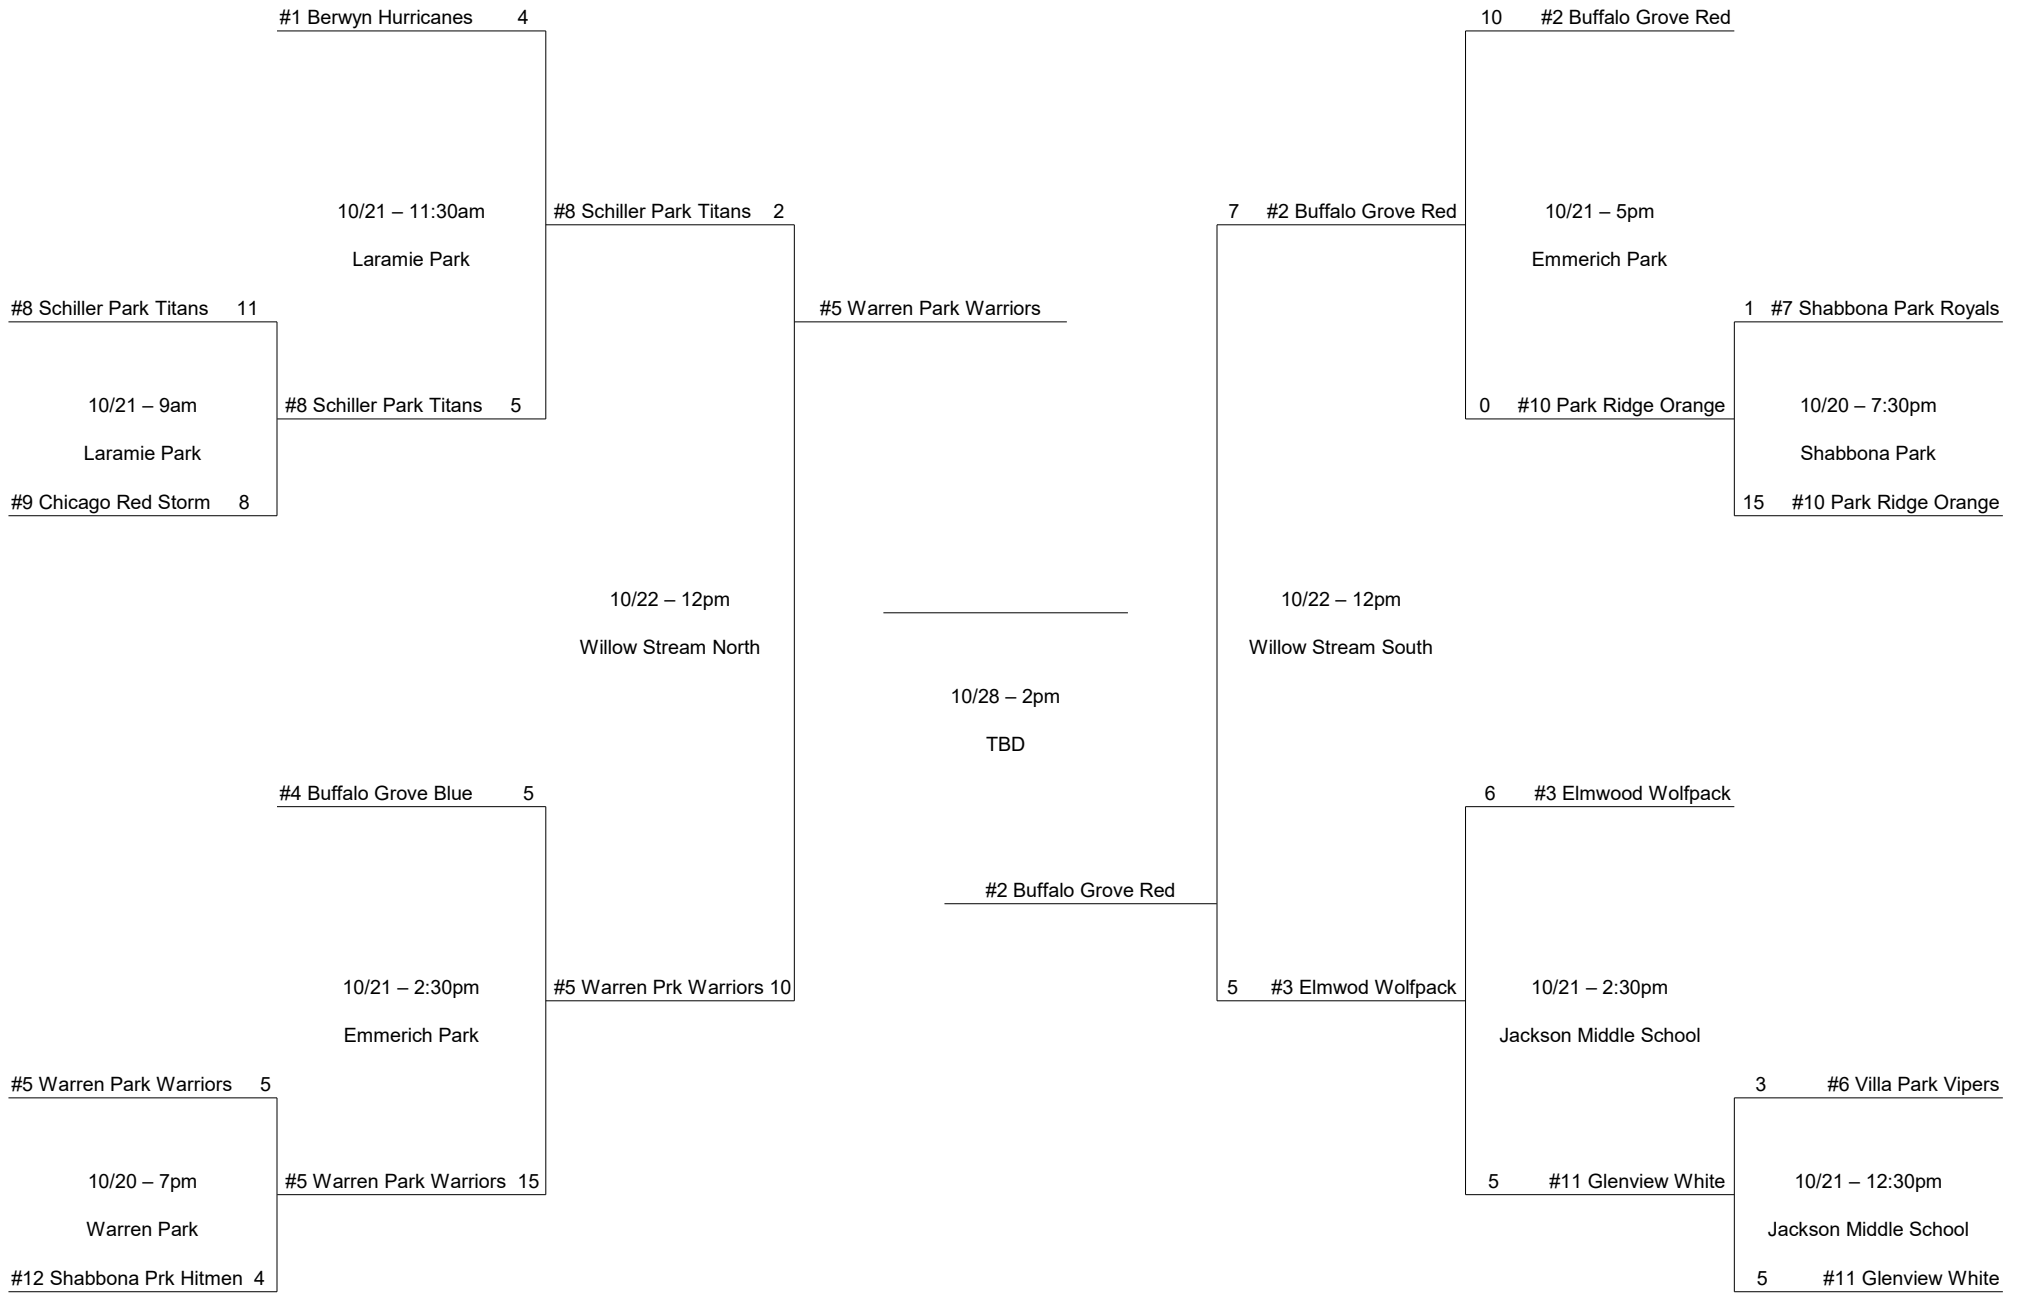 #1 Berwyn Hurricanes 4
10 #2 Buffalo Grove Red
10/21 – 11:30am
#8 Schiller Park Titans 2
7 #2 Buffalo Grove Red
10/21 – 5pm
Laramie Park
Emmerich Park
#8 Schiller Park Titans 11
#5 Warren Park Warriors
1 #7 Shabbona Park Royals
10/21 – 9am
#8 Schiller Park Titans 5
0 #10 Park Ridge Orange
10/20 – 7:30pm
Laramie Park
Shabbona Park
#9 Chicago Red Storm 8
15 #10 Park Ridge Orange
10/22 – 12pm
10/22 – 12pm
Willow Stream North
Willow Stream South
10/28 – 2pm
TBD
#4 Buffalo Grove Blue 5
6 #3 Elmwood Wolfpack
#2 Buffalo Grove Red
10/21 – 2:30pm
#5 Warren Prk Warriors 10
5 #3 Elmwod Wolfpack
10/21 – 2:30pm
Emmerich Park
Jackson Middle School
#5 Warren Park Warriors 5
3 #6 Villa Park Vipers
10/20 – 7pm
#5 Warren Park Warriors 15
5 #11 Glenview White
10/21 – 12:30pm
Warren Park
Jackson Middle School
#12 Shabbona Prk Hitmen 4
5 #11 Glenview White